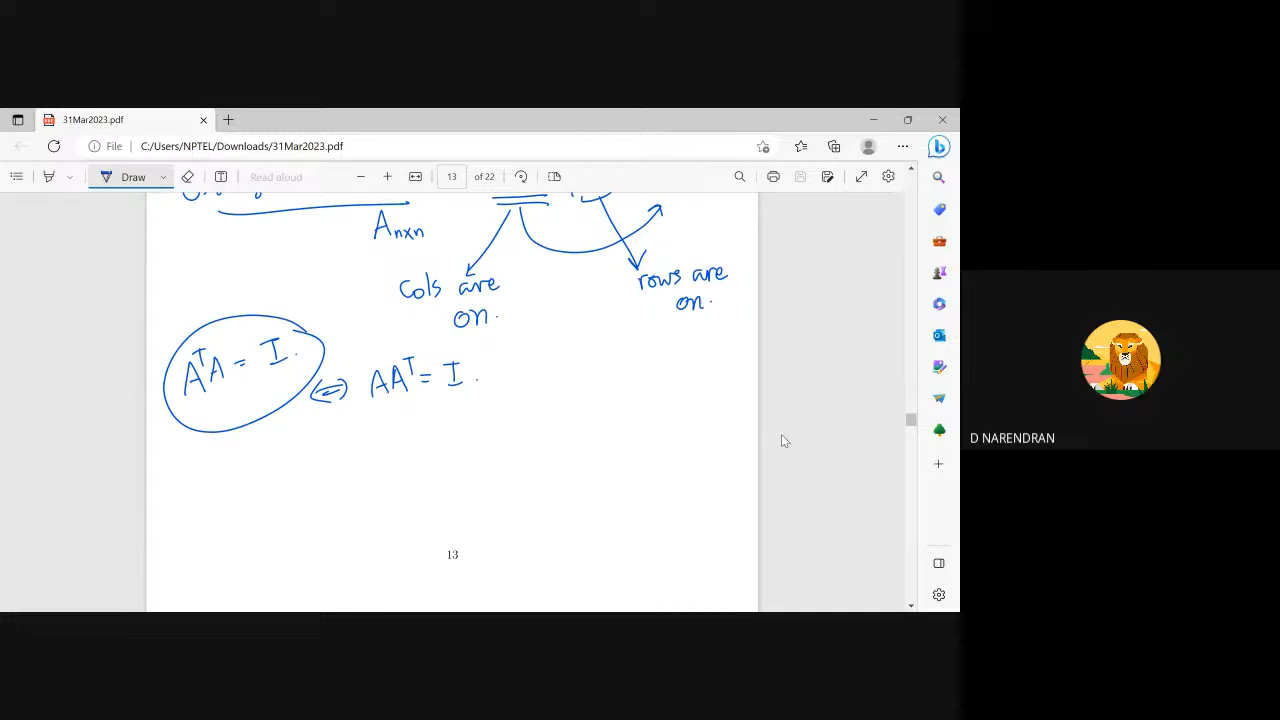 31Mar2023.pdf
File
C:/Users/NPTEL/Downloads/31Mar2023.pdf
Draw
Read aloud
13
of 22
Anxn
Cols are
on.
rows are
on.
AᵀA = I.
⇔ AAᵀ = I.
13
D NARENDRAN